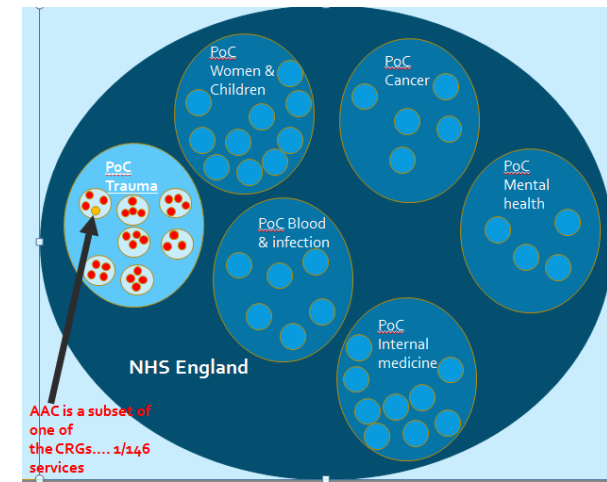 PoC
Women &
Children
PoC
Cancer
PoC
Trauma
PoC
Mental
health
PoC Blood
& infection
PoC
Internal
medicine
NHS England
AAC is a subset of
one of
the CRGs.... 1/146
services